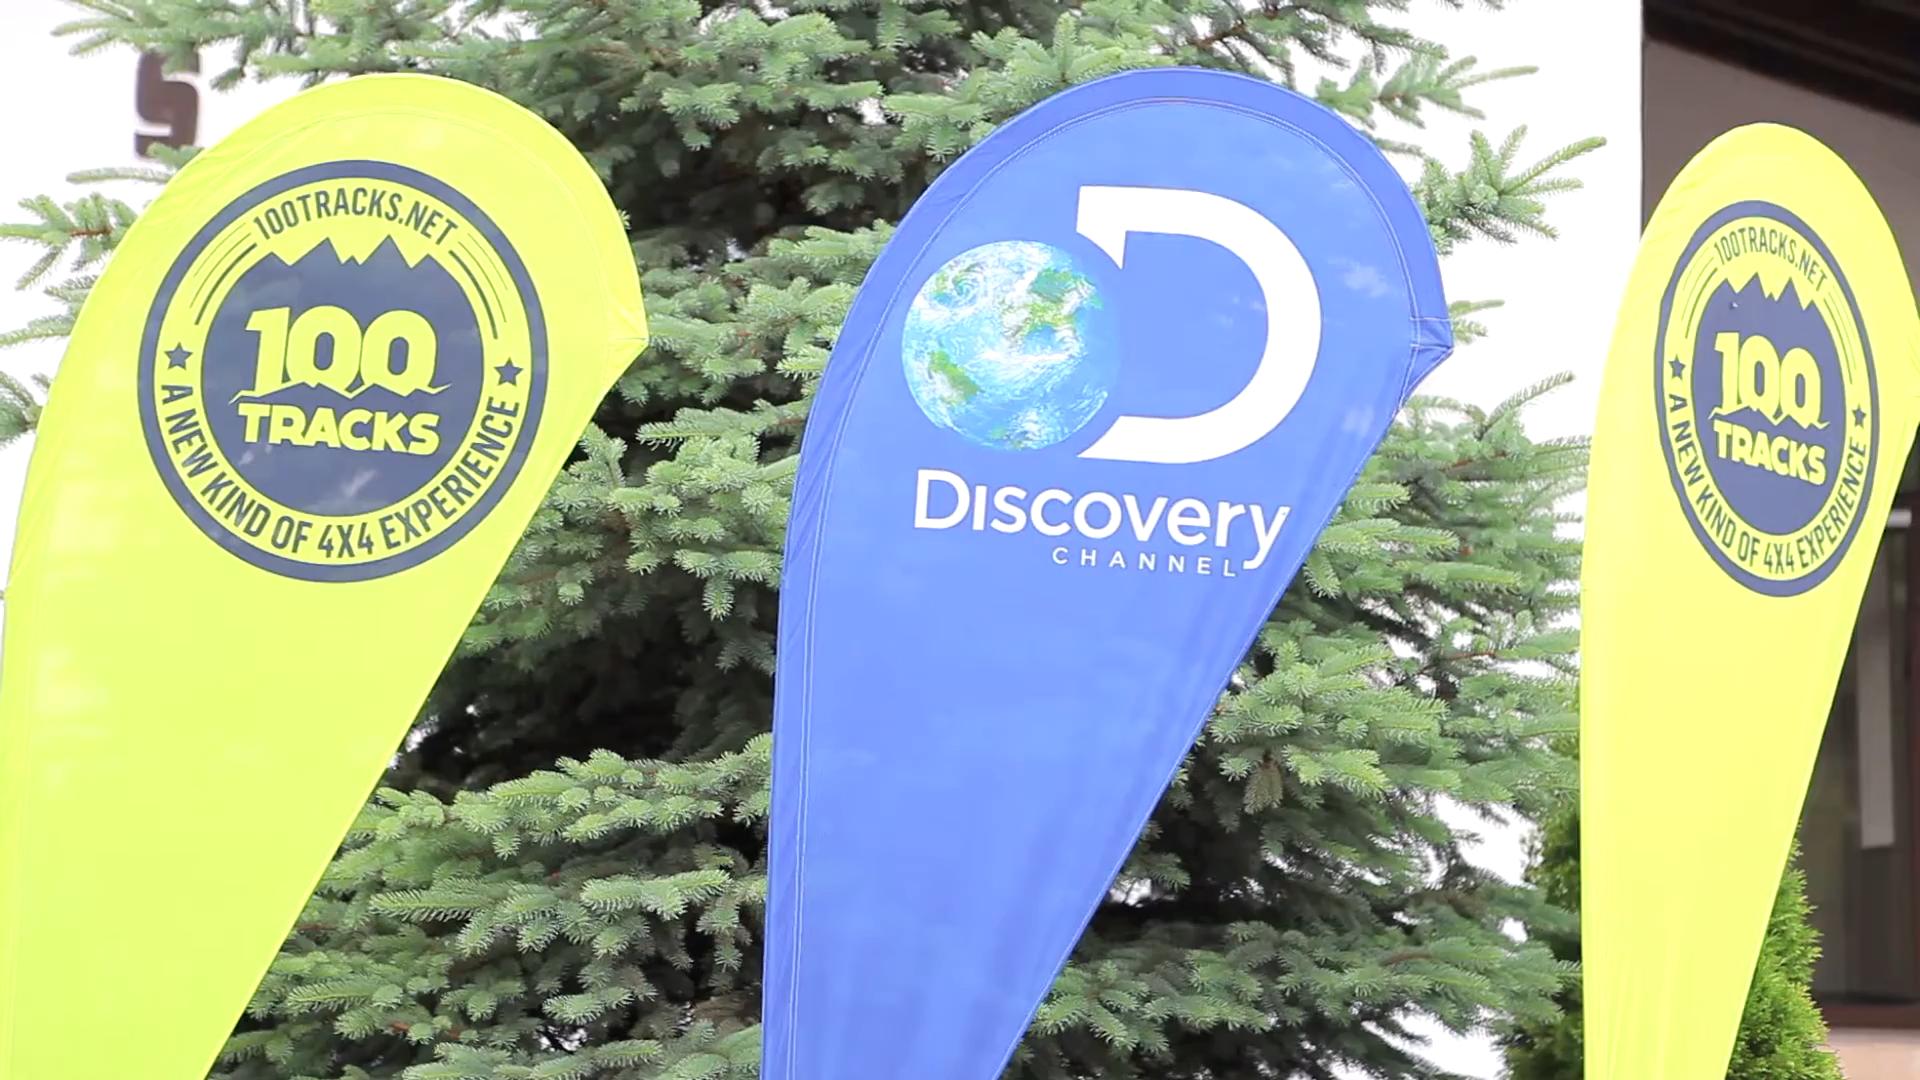 S
100TRACKS.NET
100
TRACKS
A NEW KIND OF 4X4 EXPERIENCE
D
Discovery
CHANNEL
100TRACKS.NET
100
TRACKS
A NEW KIND OF 4X4 EXPERIENCE